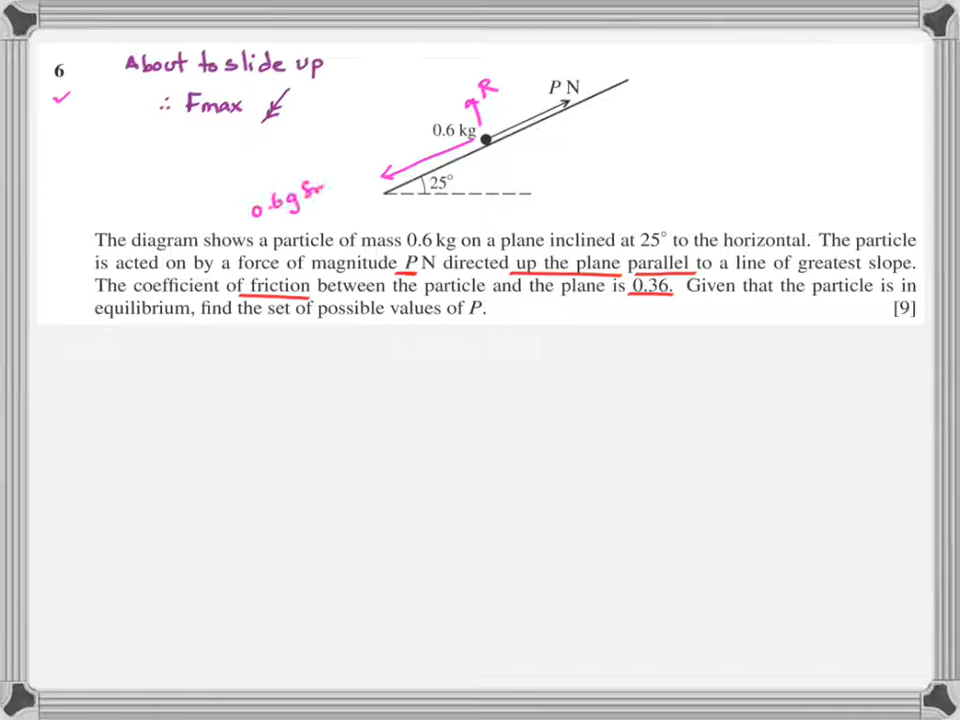 6 About to slide up
∴ Fmax ↙
R
P N
0.6 kg
25°
0.6g Sin
The diagram shows a particle of mass 0.6 kg on a plane inclined at 25° to the horizontal. The particle
is acted on by a force of magnitude P N directed up the plane parallel to a line of greatest slope.
The coefficient of friction between the particle and the plane is 0.36. Given that the particle is in
equilibrium, find the set of possible values of P. [9]